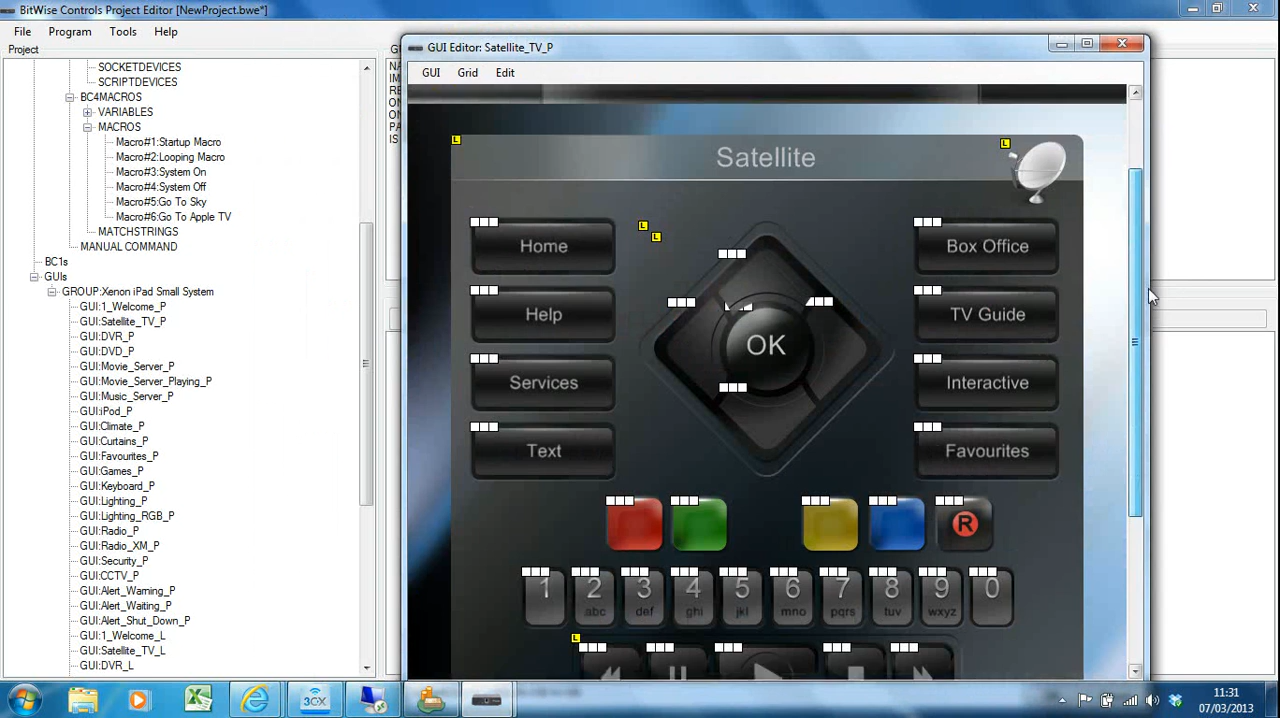 BitWise Controls Project Editor [NewProject.bwe*]
File Program Tools Help
Project
SOCKETDEVICES
SCRIPTDEVICES
BC4MACROS
VARIABLES
MACROS
Macro#1:Startup Macro
Macro#2:Looping Macro
Macro#3:System On
Macro#4:System Off
Macro#5:Go To Sky
Macro#6:Go To Apple TV
MATCHSTRINGS
MANUAL COMMAND
BC1s
GUIs
GROUP:Xenon iPad Small System
GUI:1_Welcome_P
GUI:Satellite_TV_P
GUI:DVR_P
GUI:DVD_P
GUI:Movie_Server_P
GUI:Movie_Server_Playing_P
GUI:Music_Server_P
GUI:iPod_P
GUI:Climate_P
GUI:Curtains_P
GUI:Favourites_P
GUI:Games_P
GUI:Keyboard_P
GUI:Lighting_P
GUI:Lighting_RGB_P
GUI:Radio_P
GUI:Radio_XM_P
GUI:Security_P
GUI:CCTV_P
GUI:Alert_Warning_P
GUI:Alert_Waiting_P
GUI:Alert_Shut_Down_P
GUI:1_Welcome_L
GUI:Satellite_TV_L
GUI:DVR_L
GUI Editor: Satellite_TV_P
GUI Grid Edit
L
L
Satellite
L
L
Home
Box Office
Help
OK
TV Guide
Services
Interactive
Text
Favourites
R
1 2 3 4 5 6 7 8 9 0
abc def ghi jkl mno pqrs tuv wxyz
L
3CX
11:31
07/03/2013